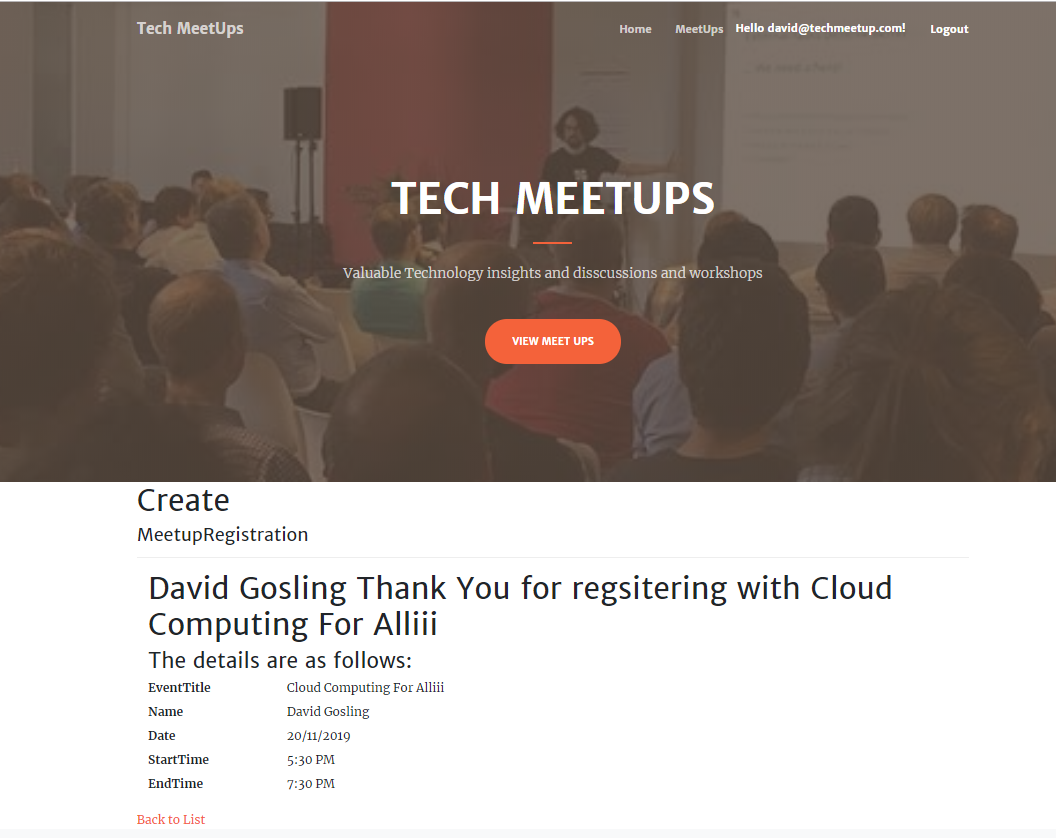 Tech MeetUps
Home MeetUps Hello david@techmeetup.com! Logout
TECH MEETUPS
Valuable Technology insights and disscussions and workshops
VIEW MEET UPS
Create
MeetupRegistration
David Gosling Thank You for regsitering with Cloud
Computing For Alliii
The details are as follows:
EventTitle Cloud Computing For Alliii
Name David Gosling
Date 20/11/2019
StartTime 5:30 PM
EndTime 7:30 PM
Back to List